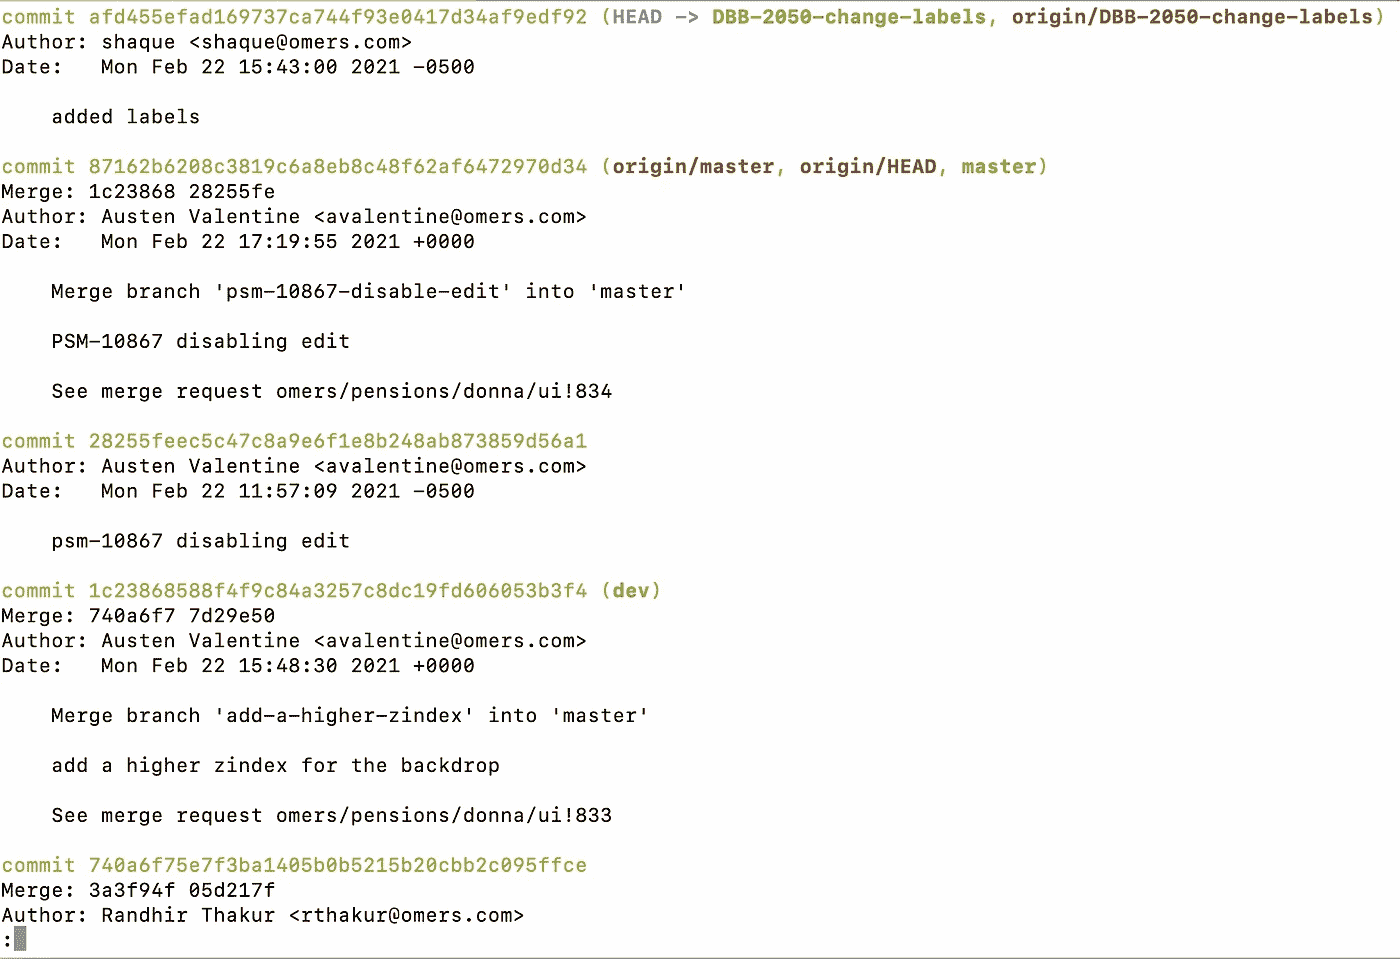 commit afd455efad169737ca744f93e0417d34af9edf92 (HEAD -> DBB-2050-change-labels, origin/DBB-2050-change-labels)
Author: shaque <shaque@omers.com>
Date:   Mon Feb 22 15:43:00 2021 -0500
    added labels
commit 87162b6208c3819c6a8eb8c48f62af6472970d34 (origin/master, origin/HEAD, master)
Merge: 1c23868 28255fe
Author: Austen Valentine <avalentine@omers.com>
Date:   Mon Feb 22 17:19:55 2021 +0000
    Merge branch 'psm-10867-disable-edit' into 'master'
    PSM-10867 disabling edit
    See merge request omers/pensions/donna/ui!834
commit 28255feec5c47c8a9e6f1e8b248ab873859d56a1
Author: Austen Valentine <avalentine@omers.com>
Date:   Mon Feb 22 11:57:09 2021 -0500
    psm-10867 disabling edit
commit 1c23868588f4f9c84a3257c8dc19fd606053b3f4 (dev)
Merge: 740a6f7 7d29e50
Author: Austen Valentine <avalentine@omers.com>
Date:   Mon Feb 22 15:48:30 2021 +0000
    Merge branch 'add-a-higher-zindex' into 'master'
    add a higher zindex for the backdrop
    See merge request omers/pensions/donna/ui!833
commit 740a6f75e7f3ba1405b0b5215b20cbb2c095ffce
Merge: 3a3f94f 05d217f
Author: Randhir Thakur <rthakur@omers.com>
: